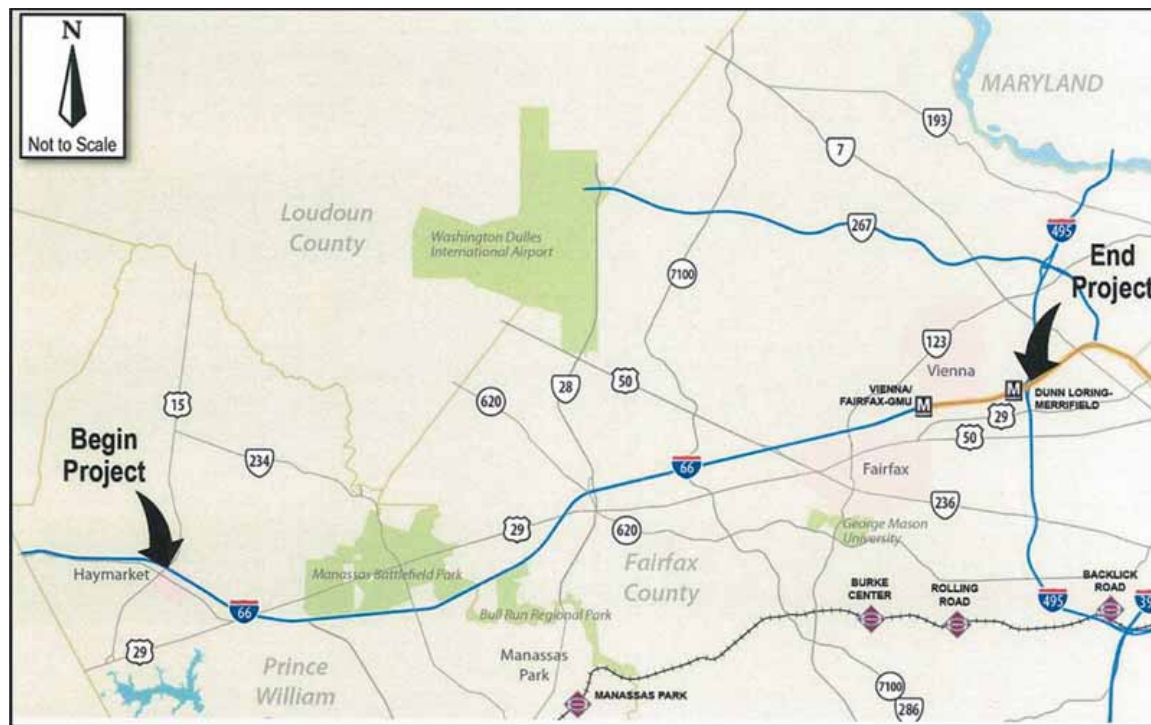 N
Not to Scale
MARYLAND
193
7
Loudoun
County
Washington Dulles
International Airport
267
495
End
Project
7100
15
620
28
50
123
Vienna
VIENNA/
FAIRFAX-GMU
M
M
DUNN LORING-
MERRIFIELD
29
50
Begin
Project
234
66
Fairfax
236
29
620
George Mason
University
Haymarket
Manassas Battlefield Park
Fairfax
County
66
Bull Run Regional Park
BURKE
CENTER
ROLLING
ROAD
BACKLICK
ROAD
495
39
29
Prince
William
Manassas
Park
MANASSAS PARK
7100
286